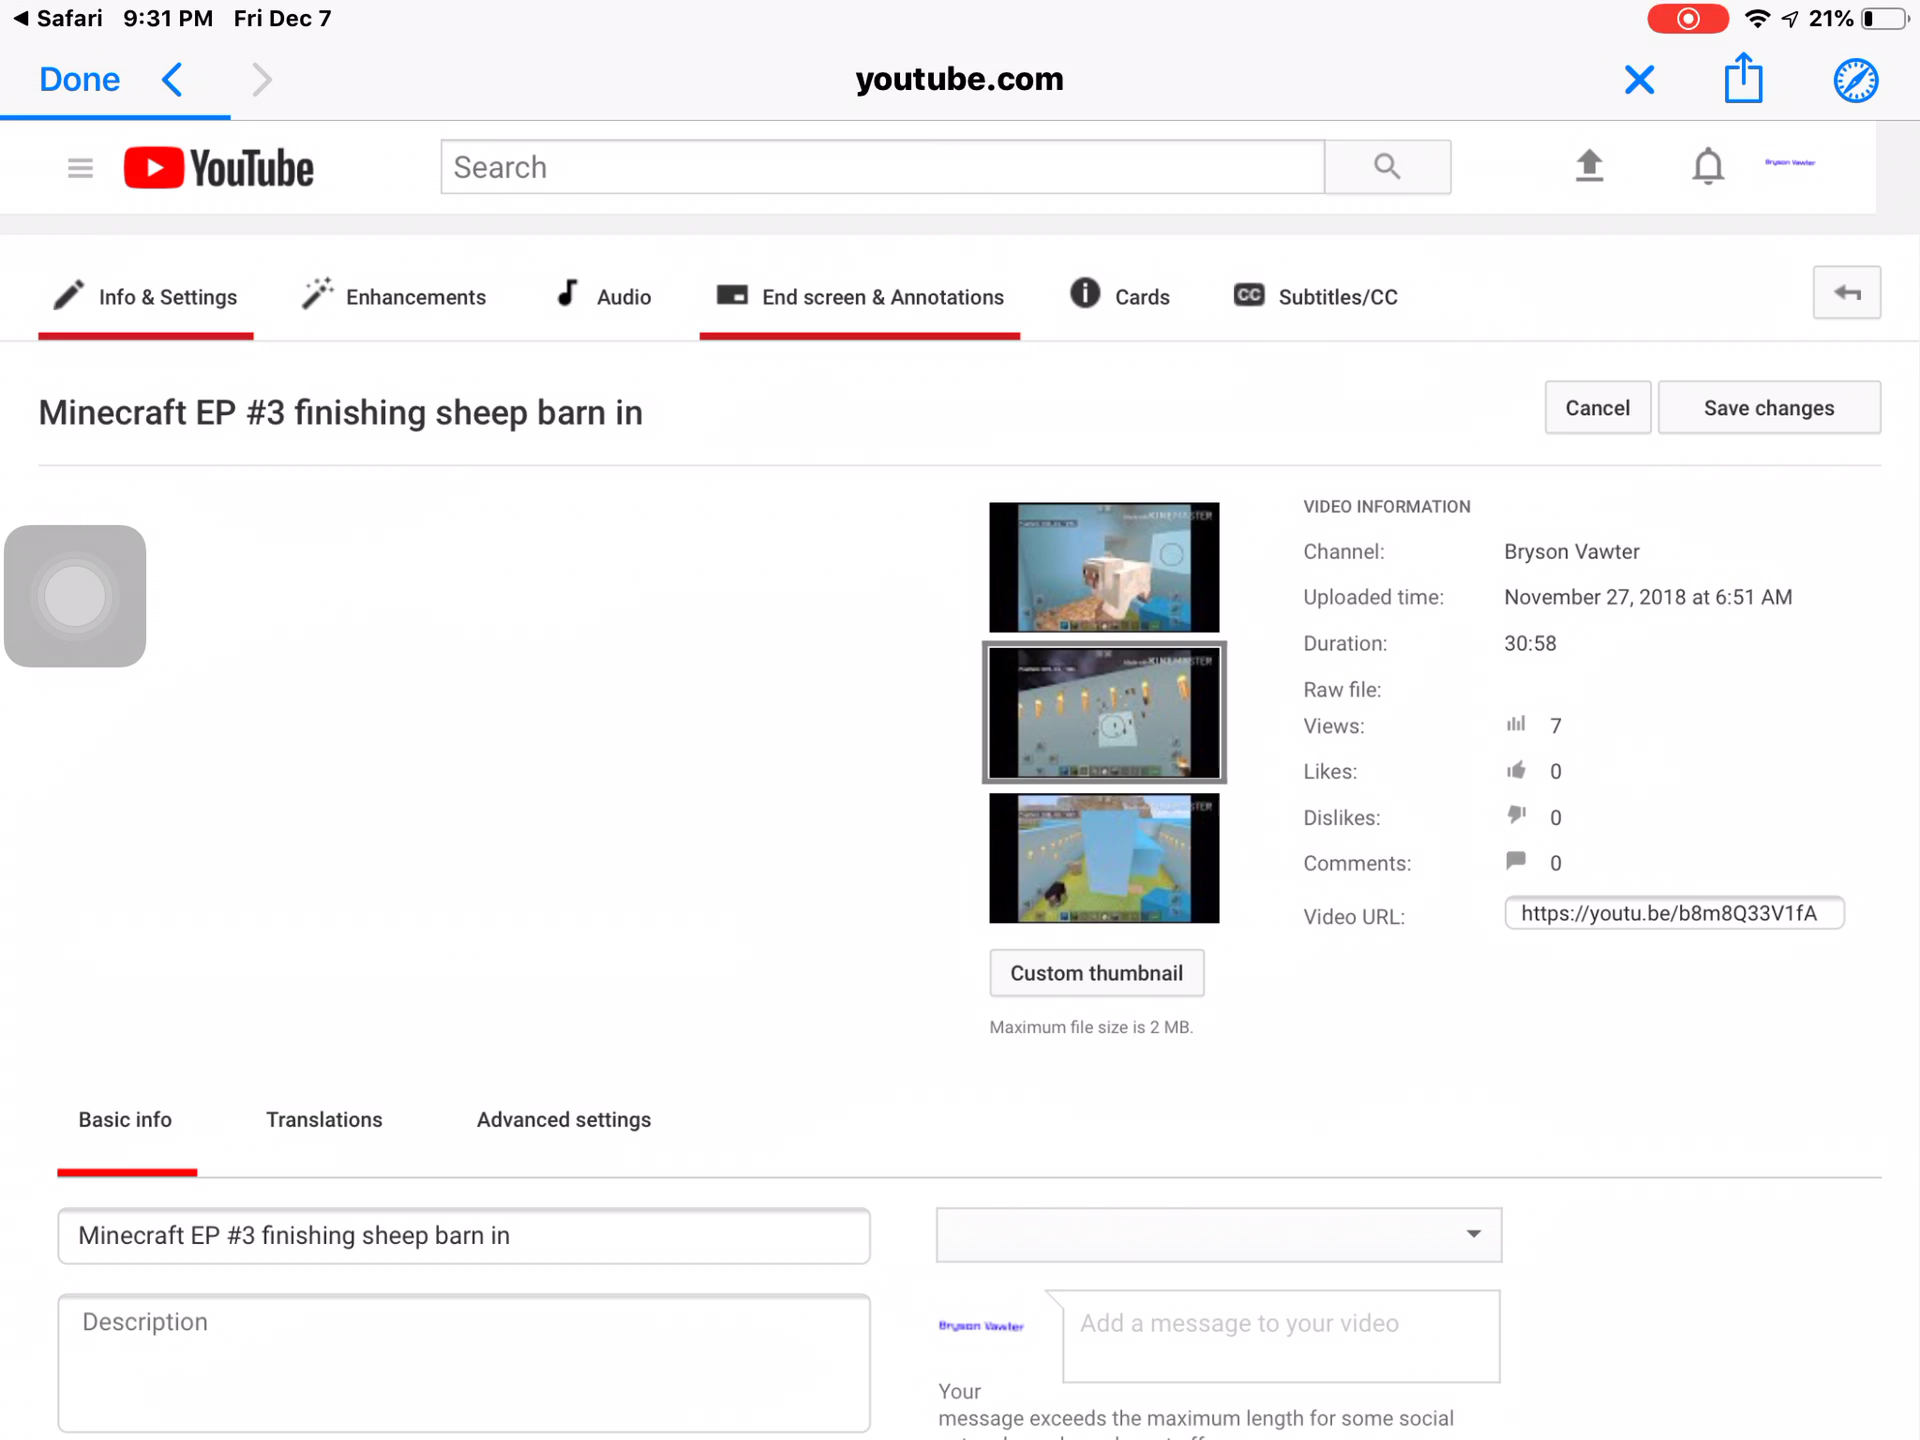 Safari 9:31 PM Fri Dec 7 21%
Done youtube.com
YouTube Search Bryson Vawter
Info & Settings Enhancements Audio End screen & Annotations Cards CC Subtitles/CC
Minecraft EP #3 finishing sheep barn in Cancel Save changes
VIDEO INFORMATION
Channel: Bryson Vawter
Uploaded time: November 27, 2018 at 6:51 AM
Duration: 30:58
Raw file:
Views: 7
Likes: 0
Dislikes: 0
Comments: 0
Video URL: https://youtu.be/b8m8Q33V1fA
KINEMASTER
KINEMASTER
Custom thumbnail
Maximum file size is 2 MB.
Basic info Translations Advanced settings
Minecraft EP #3 finishing sheep barn in
Description
Bryson Vawter Add a message to your video
Your
message exceeds the maximum length for some social